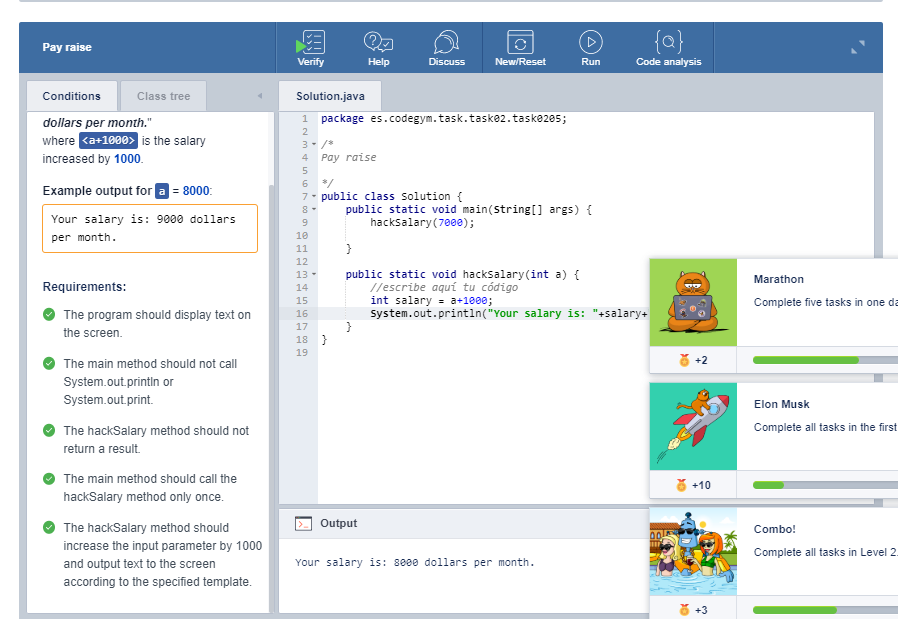 Pay raise
Verify
Help
Discuss
New/Reset
Run
Code analysis
Conditions
Class tree
dollars per month."
where <a+1000> is the salary
increased by 1000.
Example output for a = 8000:
Your salary is: 9000 dollars
per month.
Requirements:
The program should display text on
the screen.
The main method should not call
System.out.println or
System.out.print.
The hackSalary method should not
return a result.
The main method should call the
hackSalary method only once.
The hackSalary method should
increase the input parameter by 1000
and output text to the screen
according to the specified template.
Solution.java
1 package es.codegym.task.task02.task0205;
2
3 /*
4 Pay raise
5
6 */
7 public class Solution {
8 public static void main(String[] args) {
9 hackSalary(7000);
10
11 }
12
13 public static void hackSalary(int a) {
14 //escribe aquí tu código
15 int salary = a+1000;
16 System.out.println("Your salary is: "+salary+
17 }
18 }
19
Output
Your salary is: 8000 dollars per month.
Marathon
Complete five tasks in one da
+2
Elon Musk
Complete all tasks in the first
+10
Combo!
Complete all tasks in Level 2.
+3